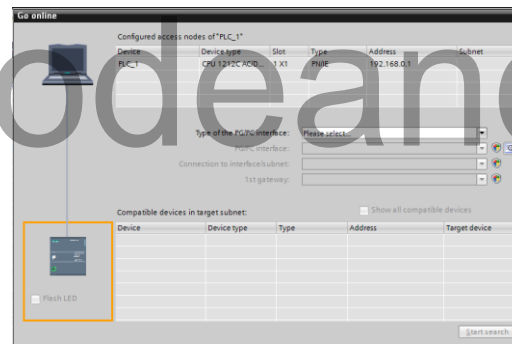 Go online
Configured access nodes of "PLC_1"
Device Device type Slot Type Address Subnet
PLC_1 CPU 1212C AC/D... 1 X1 PN/IE 192.168.0.1
Type of the PG/PC interface: Please select...
PG/PC interface:
Connection to interface/subnet:
1st gateway:
Compatible devices in target subnet:
Show all compatible devices
Device Device type Type Address Target device
Flash LED
Start search